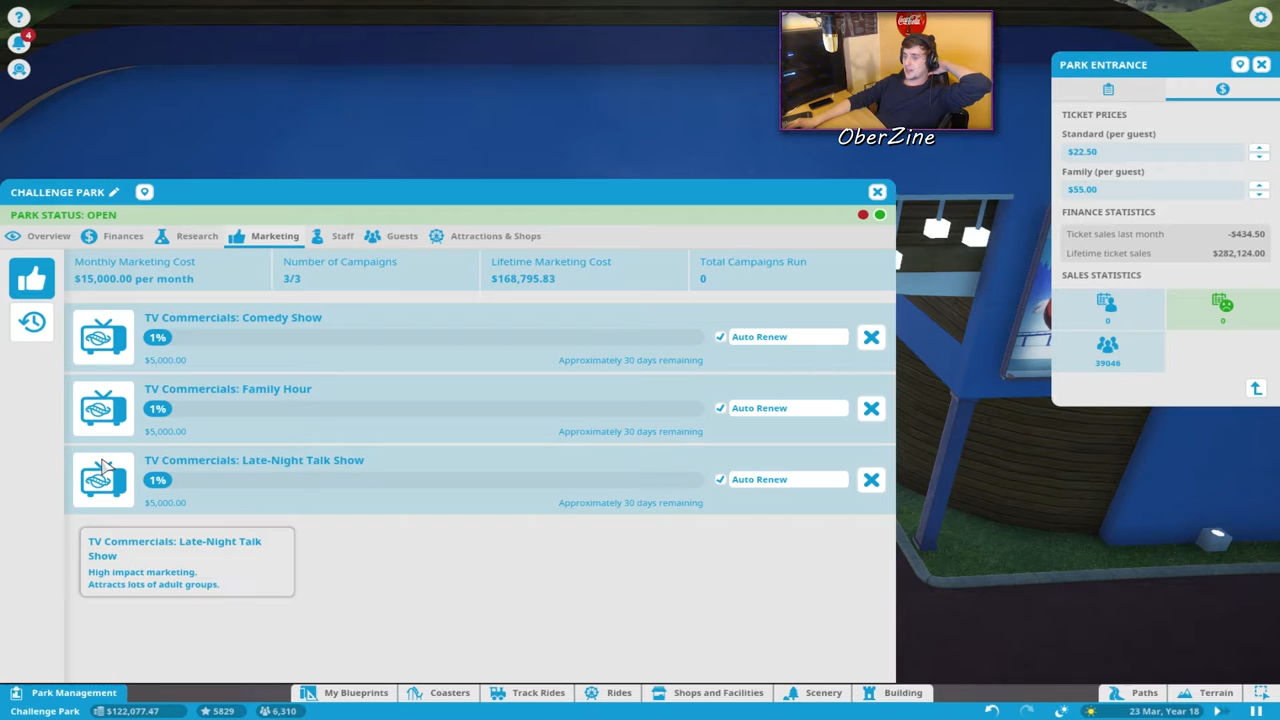 ?
4
Coca-Cola
OberZine
PARK ENTRANCE
TICKET PRICES
Standard (per guest)
$22.50
Family (per guest)
$55.00
FINANCE STATISTICS
Ticket sales last month -$434.50
Lifetime ticket sales $282,124.00
SALES STATISTICS
0
0
39046
CHALLENGE PARK
PARK STATUS: OPEN
Overview Finances Research Marketing Staff Guests Attractions & Shops
Monthly Marketing Cost Number of Campaigns Lifetime Marketing Cost Total Campaigns Run
$15,000.00 per month 3/3 $168,795.83 0
TV Commercials: Comedy Show
1% Auto Renew
$5,000.00 Approximately 30 days remaining
TV Commercials: Family Hour
1% Auto Renew
$5,000.00 Approximately 30 days remaining
TV Commercials: Late-Night Talk Show
1% Auto Renew
$5,000.00 Approximately 30 days remaining
TV Commercials: Late-Night Talk
Show
High impact marketing.
Attracts lots of adult groups.
Park Management My Blueprints Coasters Track Rides Rides Shops and Facilities Scenery Building Paths Terrain
Challenge Park $122,077.47 5829 6,310 23 Mar, Year 18